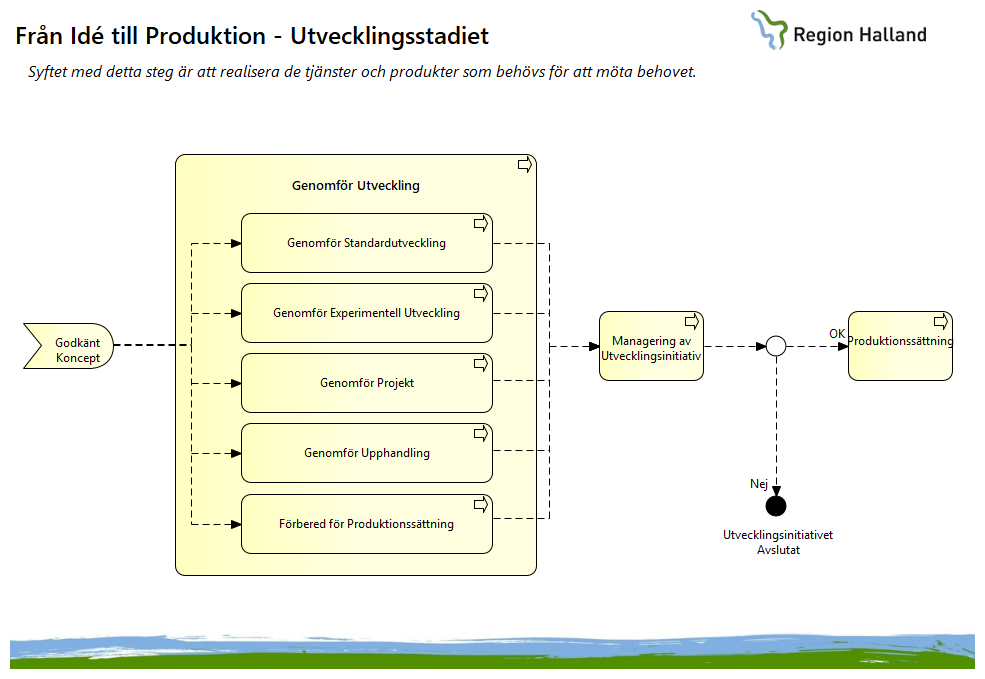 Från Idé till Produktion - Utvecklingsstadiet
Region Halland
Syftet med detta steg är att realisera de tjänster och produkter som behövs för att möta behovet.
Genomför Utveckling
Genomför Standardutveckling
Genomför Experimentell Utveckling
Godkänt
Koncept
Genomför Projekt
Genomför Upphandling
Förbered för Produktionssättning
Managering av
Utvecklingsinitiativ
OK
Produktionssättning
Nej
Utvecklingsinitiativet
Avslutat